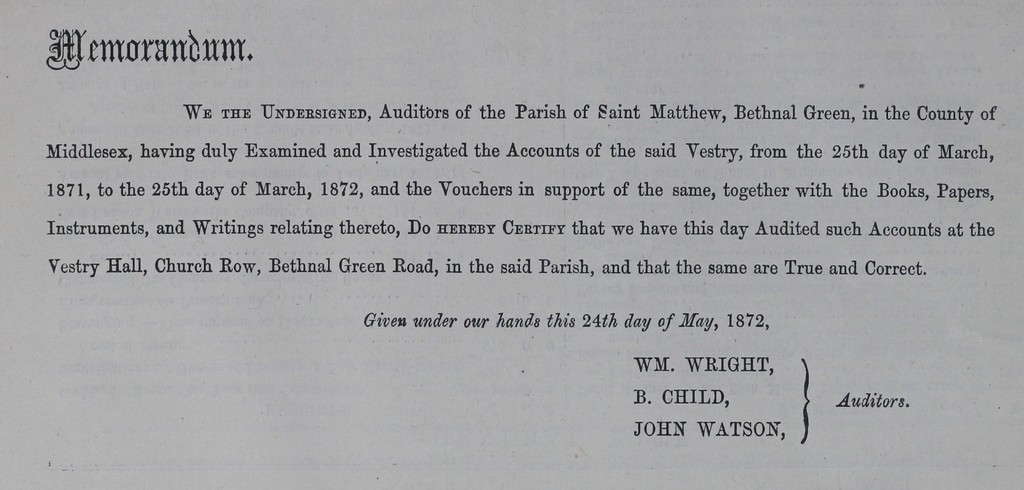 Memorandum.
WE THE UNDERSIGNED, Auditors of the Parish of Saint Matthew, Bethnal Green, in the County of
Middlesex, having duly Examined and Investigated the Accounts of the said Vestry, from the 25th day of March,
1871, to the 25th day of March, 1872, and the Vouchers in support of the same, together with the Books, Papers,
Instruments, and Writings relating thereto, Do HEREBY CERTIFY that we have this day Audited such Accounts at the
Vestry Hall, Church Row, Bethnal Green Road, in the said Parish, and that the same are True and Correct.
Given under our hands this 24th day of May, 1872,
WM. WRIGHT,
B. CHILD,
Auditors.
JOHN WATSON,